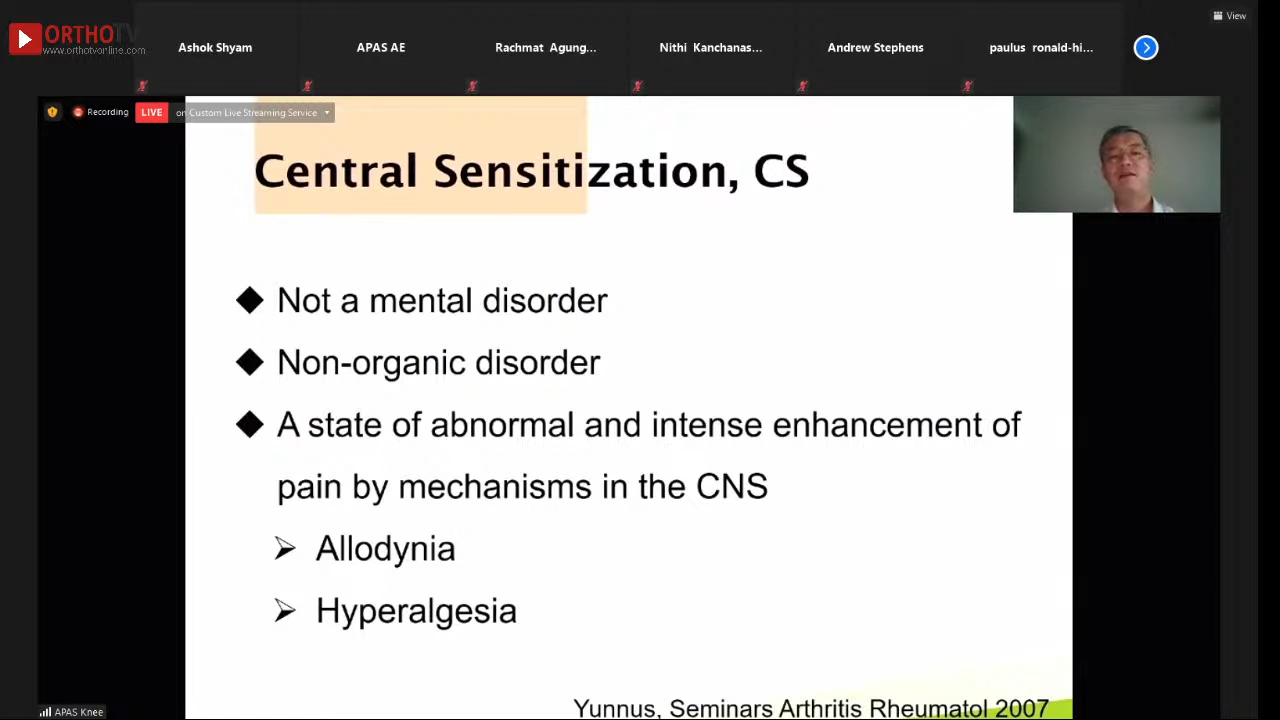 ORTHOTV
www.orthotvonline.com
Ashok Shyam
APAS AE
Rachmat Agung...
Nithi Kanchanas...
Andrew Stephens
paulus ronald-hi...
View
Recording
LIVE
on Custom Live Streaming Service
Central Sensitization, CS
Not a mental disorder
Non-organic disorder
A state of abnormal and intense enhancement of
pain by mechanisms in the CNS
Allodynia
Hyperalgesia
Yunnus, Seminars Arthritis Rheumatol 2007
APAS Knee